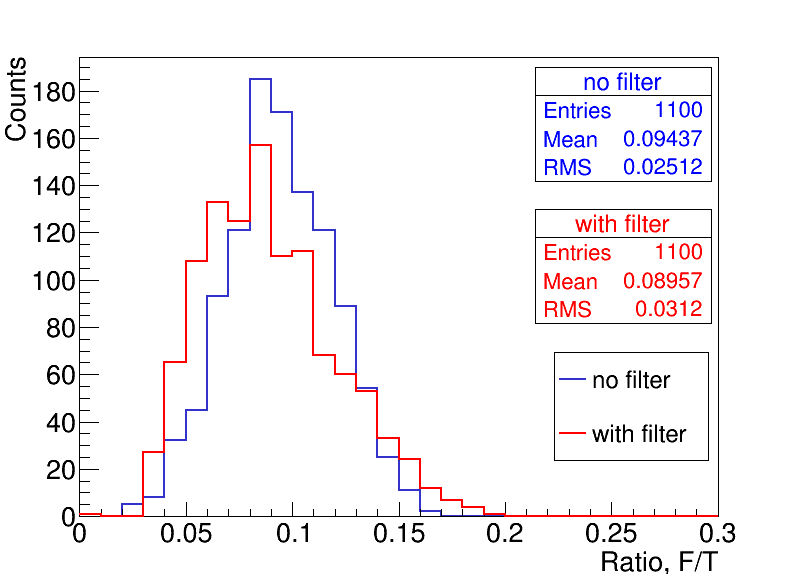 Counts
180
160
140
120
100
80
60
40
20
0
0 0.05 0.1 0.15 0.2 0.25 0.3
Ratio, F/T
no filter
Entries 1100
Mean 0.09437
RMS 0.02512
with filter
Entries 1100
Mean 0.08957
RMS 0.0312
no filter
with filter